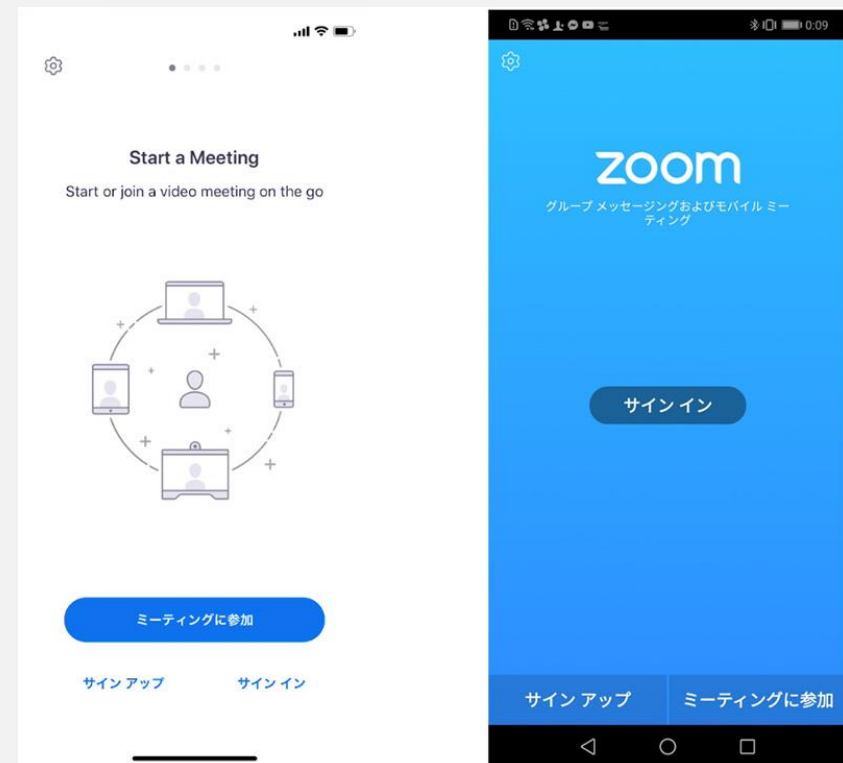 Start a Meeting
Start or join a video meeting on the go
ミーティングに参加
サイン アップ
サイン イン
0:09
zoom
グループ メッセージングおよびモバイル ミー
ティング
サイン イン
サイン アップ
ミーティングに参加